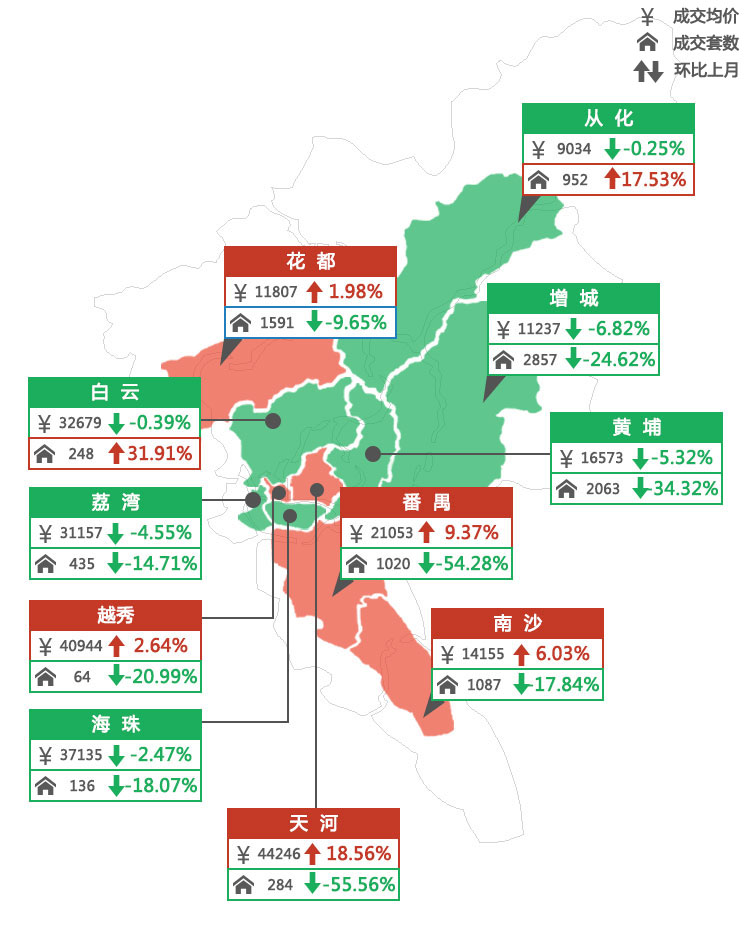 ¥ 成交均价
成交套数
环比上月
从化
¥ 9034 -0.25%
952 17.53%
花都
¥ 11807 1.98%
1591 -9.65%
增城
¥ 11237 -6.82%
2857 -24.62%
白云
¥ 32679 -0.39%
248 31.91%
黄埔
¥ 16573 -5.32%
2063 -34.32%
荔湾
¥ 31157 -4.55%
435 -14.71%
番禺
¥ 21053 9.37%
1020 -54.28%
越秀
¥ 40944 2.64%
64 -20.99%
南沙
¥ 14155 6.03%
1087 -17.84%
海珠
¥ 37135 -2.47%
136 -18.07%
天河
¥ 44246 18.56%
284 -55.56%